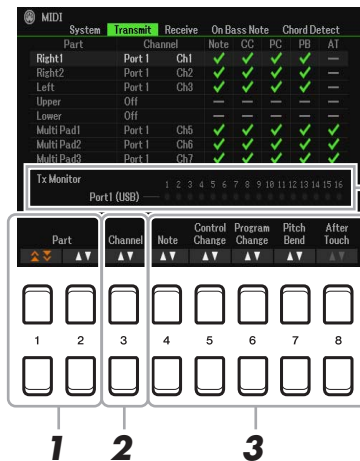 MIDI
System Transmit Receive On Bass Note Chord Detect
Part Channel Note CC PC PB AT
Right1 Port 1 Ch1
Right2 Port 1 Ch2
Left Port 1 Ch3
Upper Off
Lower Off
Multi Pad1 Port 1 Ch5
Multi Pad2 Port 1 Ch6
Multi Pad3 Port 1 Ch7
Tx Monitor 1 2 3 4 5 6 7 8 9 10 11 12 13 14 15 16
Port1 (USB)
Part Channel Note Control Change Program Change Pitch Bend After Touch
1 2 3 4 5 6 7 8
1 2 3